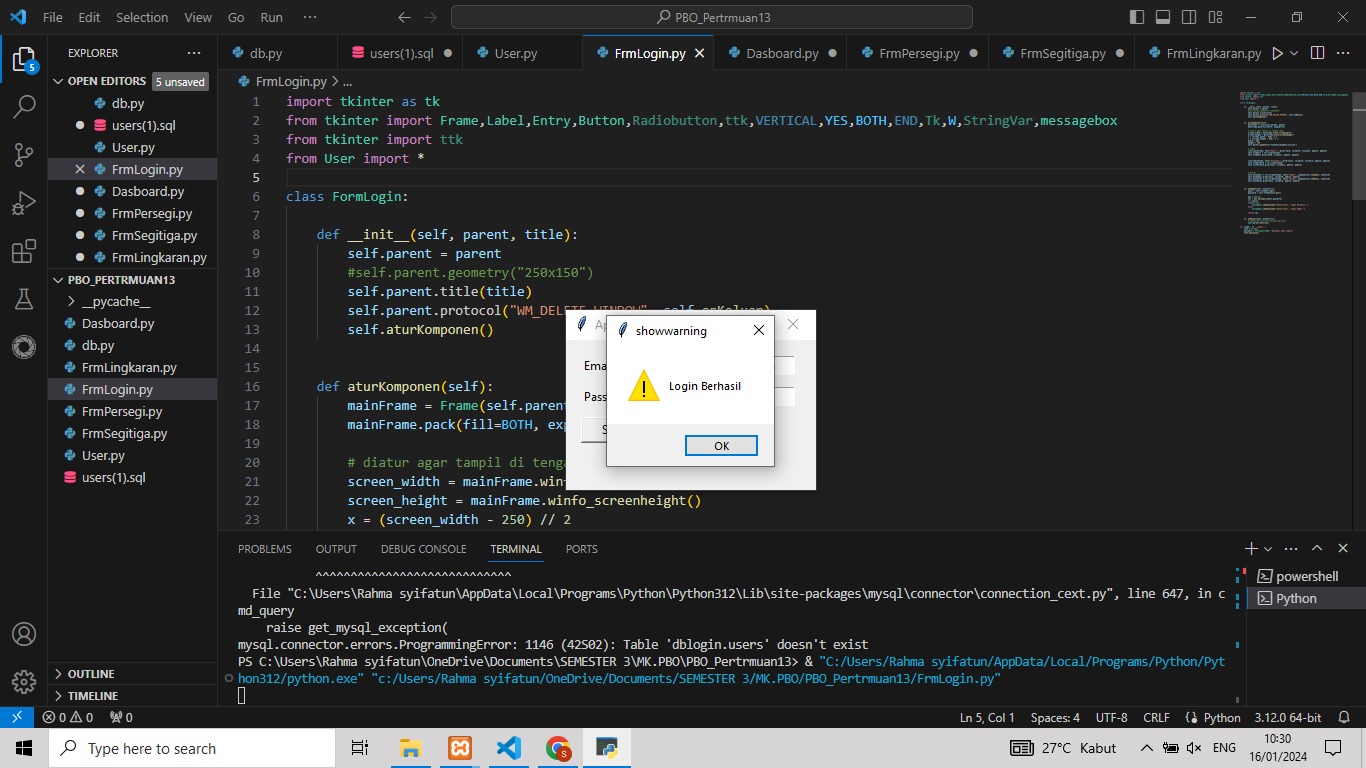 File Edit Selection View Go Run ··· PBO_Pertrmuan13
EXPLORER ···
OPEN EDITORS 5 unsaved
db.py
users(1).sql
User.py
FrmLogin.py
Dasboard.py
FrmPersegi.py
FrmSegitiga.py
FrmLingkaran.py
PBO_PERTRMUAN13
__pycache__
Dasboard.py
db.py
FrmLingkaran.py
FrmLogin.py
FrmPersegi.py
FrmSegitiga.py
User.py
users(1).sql
OUTLINE
TIMELINE
5
db.py users(1).sql User.py FrmLogin.py Dasboard.py FrmPersegi.py FrmSegitiga.py FrmLingkaran.py ···
FrmLogin.py > ...
1 import tkinter as tk
2 from tkinter import Frame,Label,Entry,Button,Radiobutton,ttk,VERTICAL,YES,BOTH,END,Tk,W,StringVar,messagebox
3 from tkinter import ttk
4 from User import *
5
6 class FormLogin:
7
8 def __init__(self, parent, title):
9 self.parent = parent
10 #self.parent.geometry("250x150")
11 self.parent.title(title)
12 self.parent.protocol("WM_DELETE_WINDOW", self.onKeluar)
13 self.aturKomponen()
14
15
16 def aturKomponen(self):
17 mainFrame = Frame(self.parent
18 mainFrame.pack(fill=BOTH, exp
19
20 # diatur agar tampil di tenga
21 screen_width = mainFrame.winf
22 screen_height = mainFrame.winfo_screenheight()
23 x = (screen_width - 250) // 2
Ap
Ema
Pass
S
showwarning
Login Berhasil
OK
PROBLEMS OUTPUT DEBUG CONSOLE TERMINAL PORTS
^^^^^^^^^^^^^^^^^^^^^^^^^^^^
File "C:\Users\Rahma syifatun\AppData\Local\Programs\Python\Python312\Lib\site-packages\mysql\connector\connection_cext.py", line 647, in c
md_query
raise get_mysql_exception(
mysql.connector.errors.ProgrammingError: 1146 (42S02): Table 'dblogin.users' doesn't exist
PS C:\Users\Rahma syifatun\OneDrive\Documents\SEMESTER 3\MK.PBO\PBO_Pertrmuan13> & "C:/Users/Rahma syifatun/AppData/Local/Programs/Python/Pyt
hon312/python.exe" "c:/Users/Rahma syifatun/OneDrive/Documents/SEMESTER 3/MK.PBO/PBO_Pertrmuan13/FrmLogin.py"
powershell
Python
0 0 0 Ln 5, Col 1 Spaces: 4 UTF-8 CRLF Python 3.12.0 64-bit
Type here to search S 27°C Kabut ENG
10:30
16/01/2024